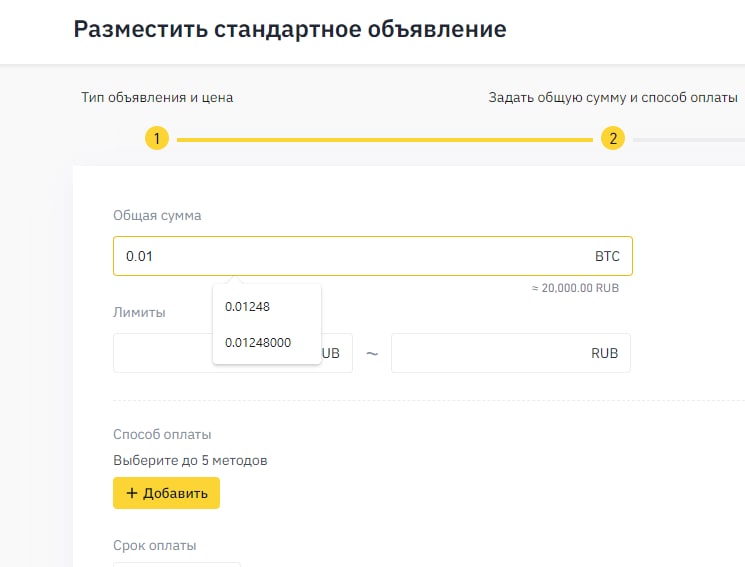 Разместить стандартное объявление
Тип объявления и цена
Задать общую сумму и способ оплаты
1
2
Общая сумма
0.01
BTC
≈ 20,000.00 RUB
Лимиты
0.01248
0.01248000
UB
~
RUB
Способ оплаты
Выберите до 5 методов
+ Добавить
Срок оплаты